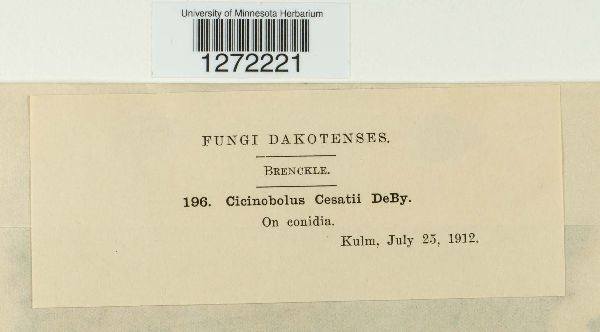 University of Minnesota Herbarium
1272221
FUNGI DAKOTENSES.
BRENCKLE.
196. Cicinobolus Cesatii DeBy.
On conidia.
Kulm, July 25, 1912.